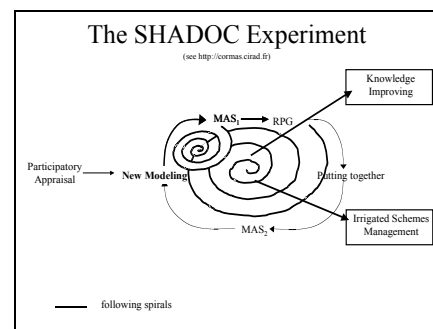 The SHADOC Experiment
(see http://cormas.cirad.fr)
Knowledge
Improving
MAS1
RPG
Participatory
Appraisal
New Modeling
Putting together
Irrigated Schemes
Management
MAS2
following spirals